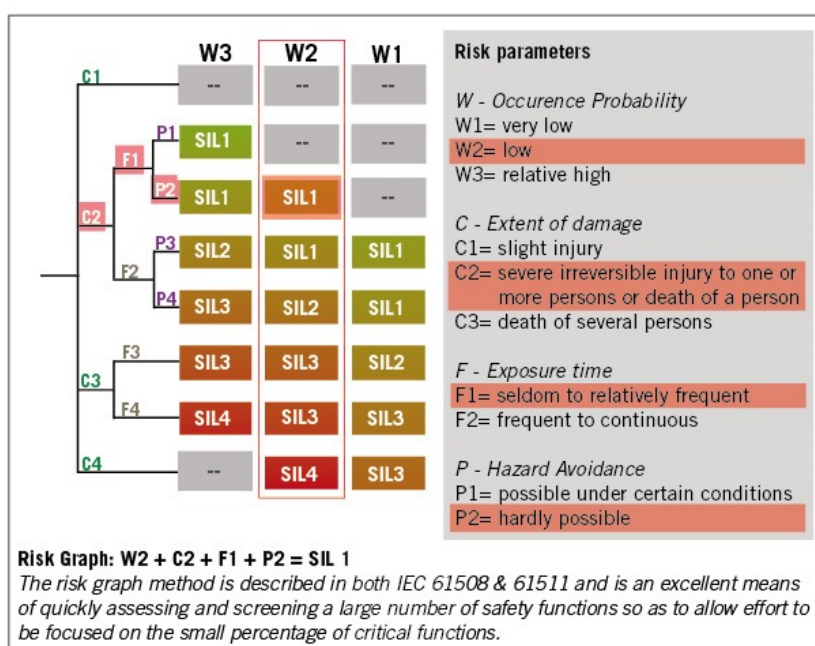 W3 W2 W1
C1 -- -- --
P1 SIL1 -- --
F1
P2 SIL1 SIL1 --
C2
P3 SIL2 SIL1 SIL1
F2
P4 SIL3 SIL2 SIL1
F3 SIL3 SIL3 SIL2
C3
F4 SIL4 SIL3 SIL3
C4 -- SIL4 SIL3
Risk parameters
W - Occurence Probability
W1= very low
W2= low
W3= relative high
C - Extent of damage
C1= slight injury
C2= severe irreversible injury to one or
more persons or death of a person
C3= death of several persons
F - Exposure time
F1= seldom to relatively frequent
F2= frequent to continuous
P - Hazard Avoidance
P1= possible under certain conditions
P2= hardly possible
Risk Graph: W2 + C2 + F1 + P2 = SIL 1
The risk graph method is described in both IEC 61508 & 61511 and is an excellent means
of quickly assessing and screening a large number of safety functions so as to allow effort to
be focused on the small percentage of critical functions.